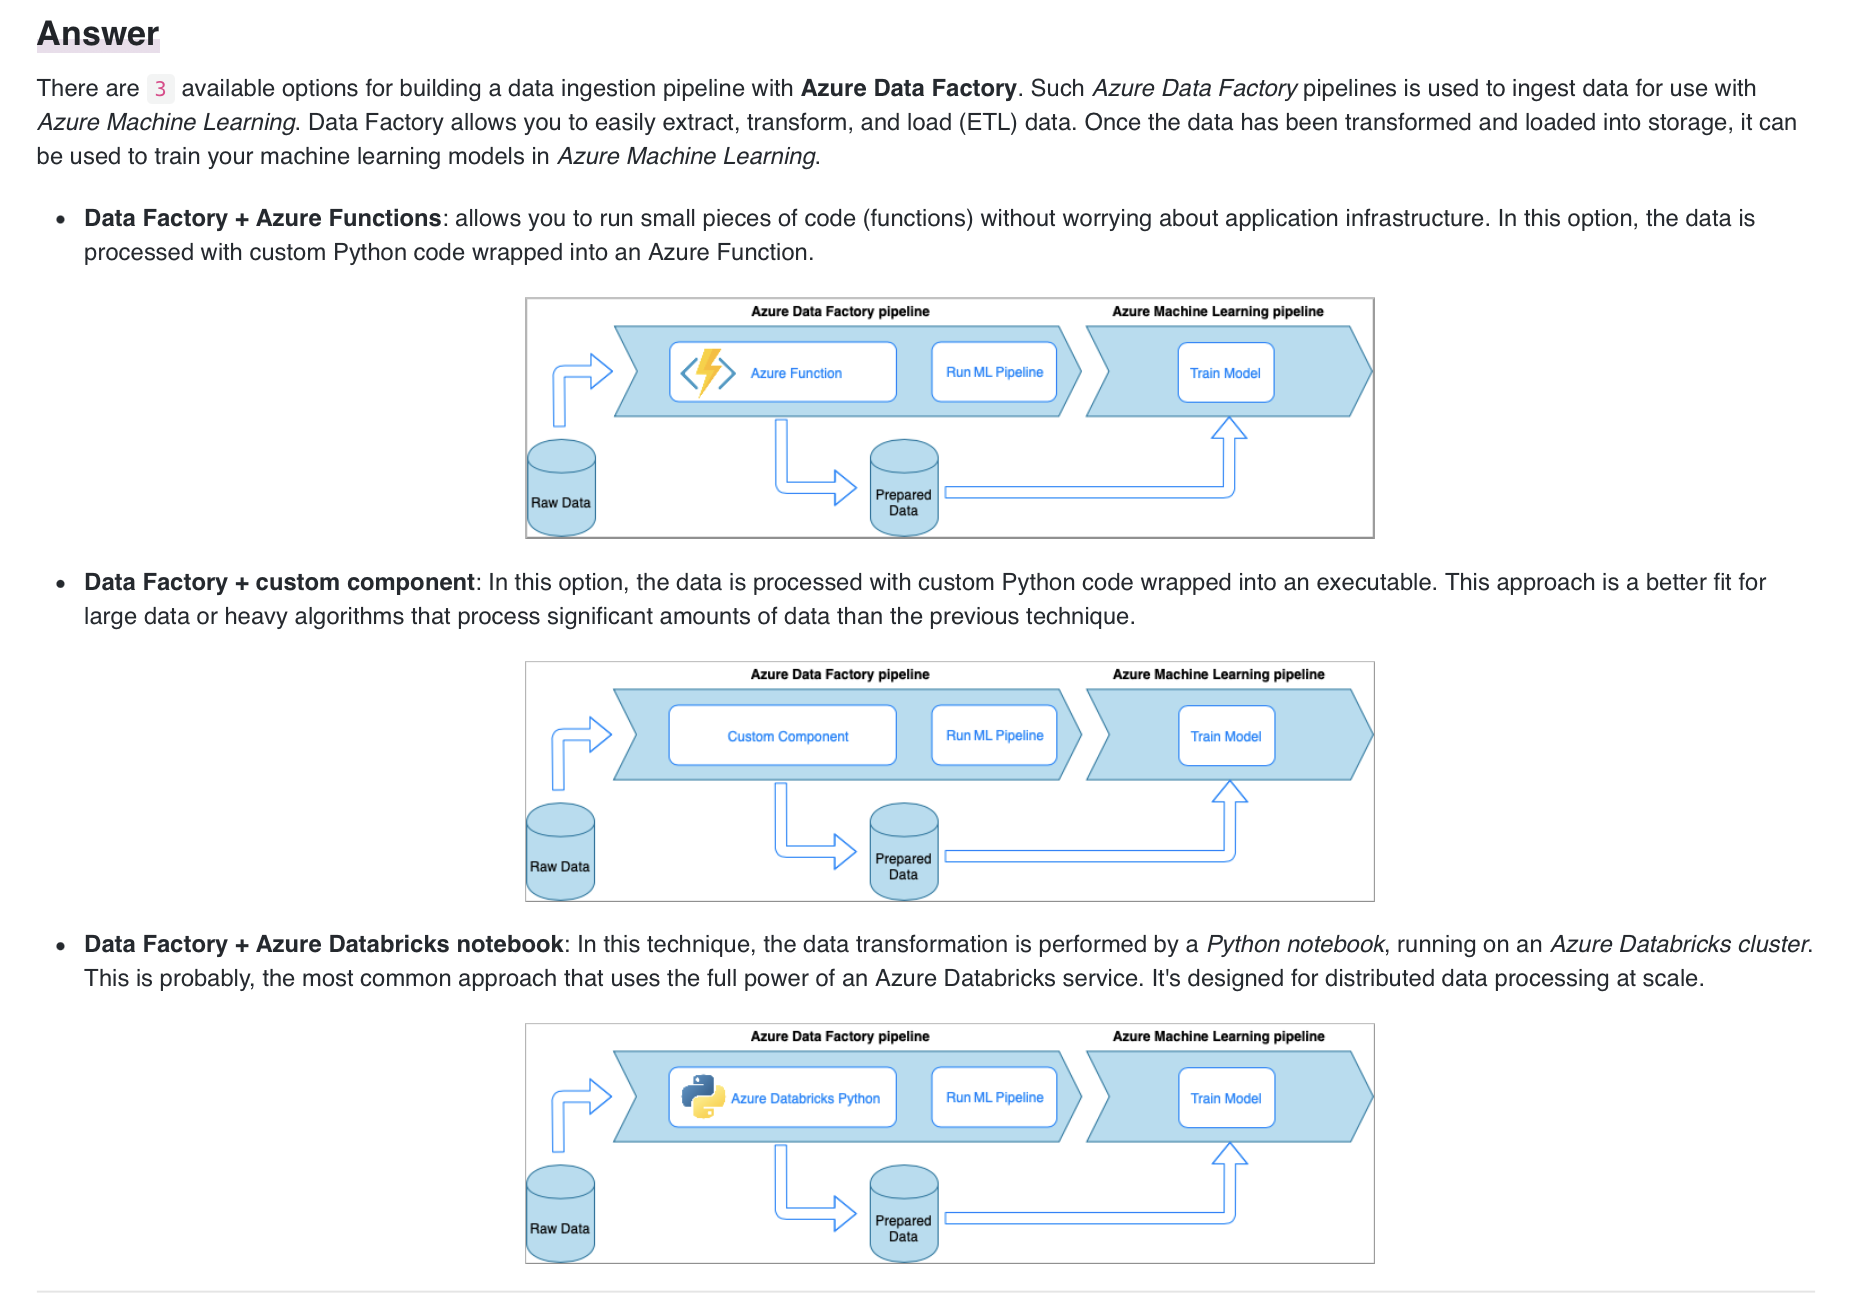 Answer
There are 3 available options for building a data ingestion pipeline with Azure Data Factory. Such Azure Data Factory pipelines is used to ingest data for use with
Azure Machine Learning. Data Factory allows you to easily extract, transform, and load (ETL) data. Once the data has been transformed and loaded into storage, it can
be used to train your machine learning models in Azure Machine Learning.
• Data Factory + Azure Functions: allows you to run small pieces of code (functions) without worrying about application infrastructure. In this option, the data is
processed with custom Python code wrapped into an Azure Function.
Azure Data Factory pipeline
Azure Machine Learning pipeline
Azure Function
Run ML Pipeline
Train Model
Raw Data
Prepared
Data
• Data Factory + custom component: In this option, the data is processed with custom Python code wrapped into an executable. This approach is a better fit for
large data or heavy algorithms that process significant amounts of data than the previous technique.
Azure Data Factory pipeline
Azure Machine Learning pipeline
Custom Component
Run ML Pipeline
Train Model
Raw Data
Prepared
Data
• Data Factory + Azure Databricks notebook: In this technique, the data transformation is performed by a Python notebook, running on an Azure Databricks cluster.
This is probably, the most common approach that uses the full power of an Azure Databricks service. It's designed for distributed data processing at scale.
Azure Data Factory pipeline
Azure Machine Learning pipeline
Azure Databricks Python
Run ML Pipeline
Train Model
Raw Data
Prepared
Data